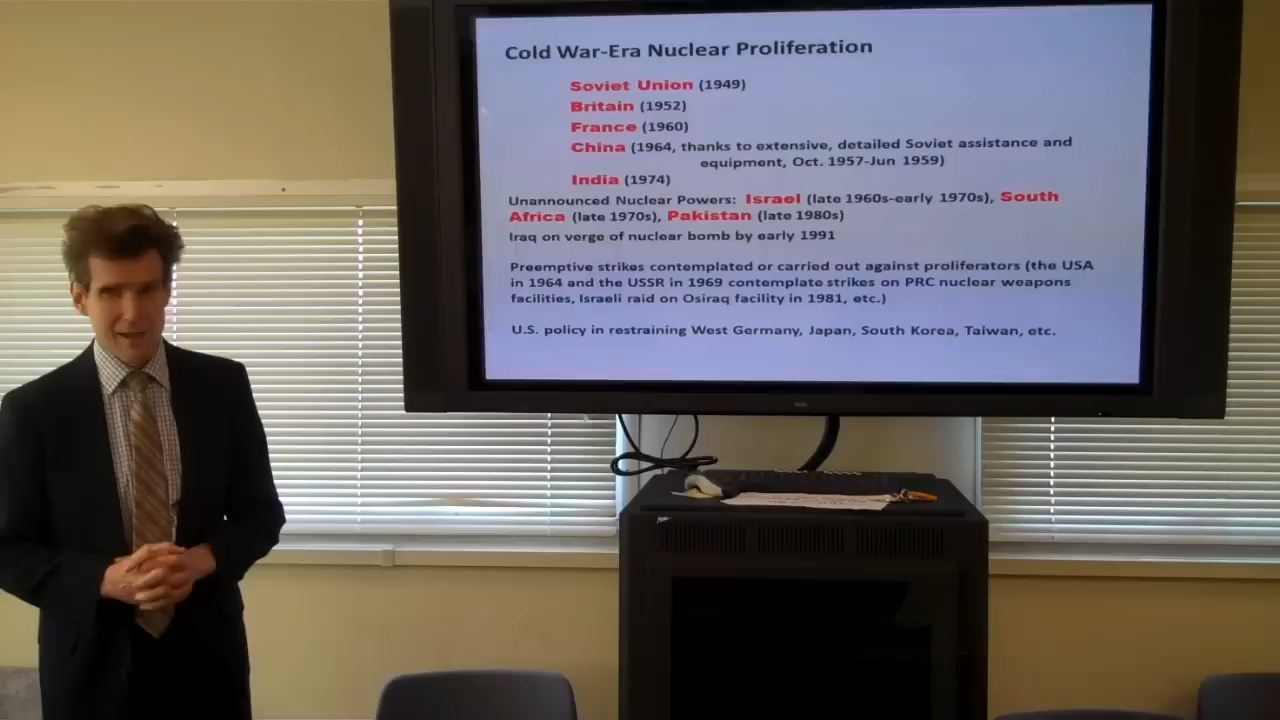 Cold War-Era Nuclear Proliferation
Soviet Union (1949)
Britain (1952)
France (1960)
China (1964, thanks to extensive, detailed Soviet assistance and
equipment, Oct. 1957-Jun 1959)
India (1974)
Unannounced Nuclear Powers: Israel (late 1960s-early 1970s), South
Africa (late 1970s), Pakistan (late 1980s)
Iraq on verge of nuclear bomb by early 1991
Preemptive strikes contemplated or carried out against proliferators (the USA
in 1964 and the USSR in 1969 contemplate strikes on PRC nuclear weapons
facilities, Israeli raid on Osiraq facility in 1981, etc.)
U.S. policy in restraining West Germany, Japan, South Korea, Taiwan, etc.